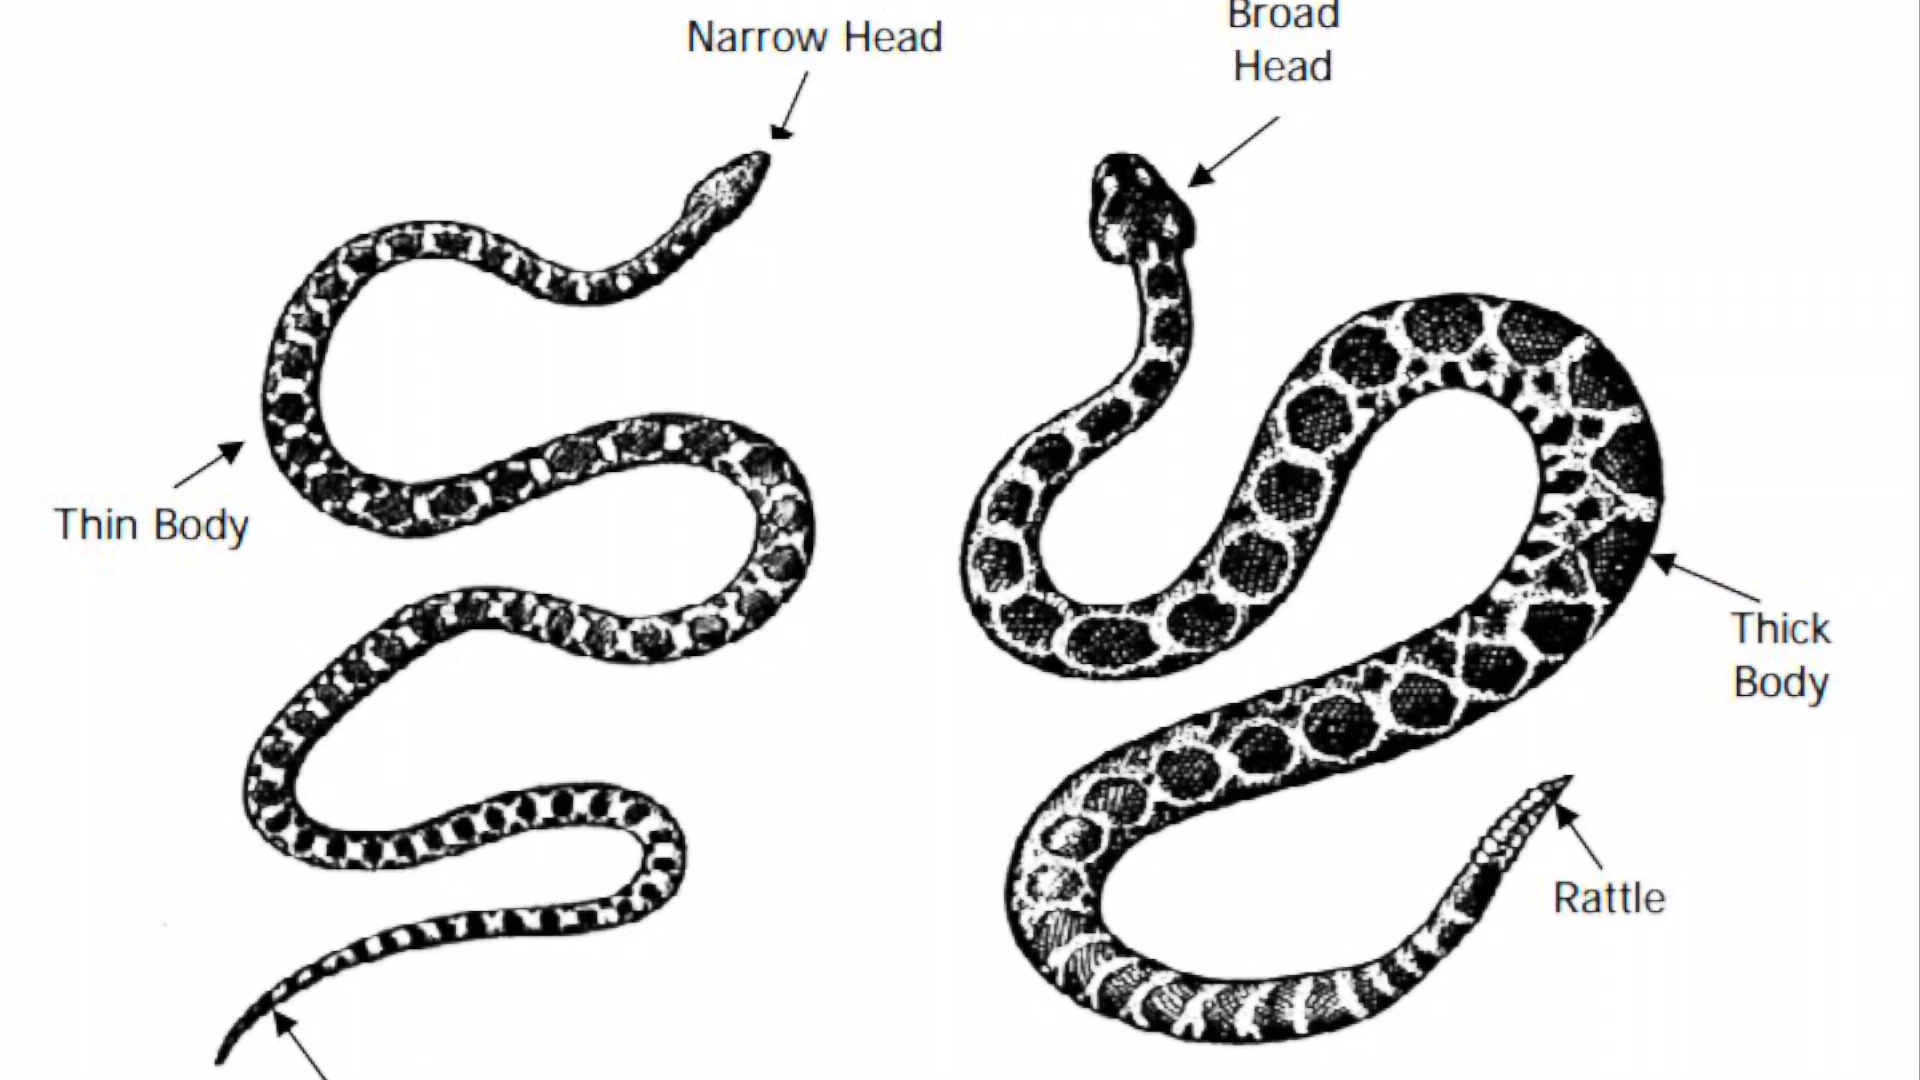 Narrow Head
Broad
Head
Thin Body
Thick
Body
Rattle